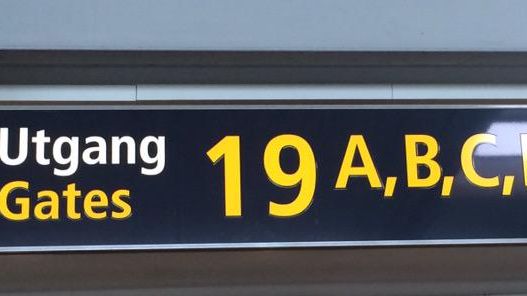 Utgang 19 A,B,C,
Gates